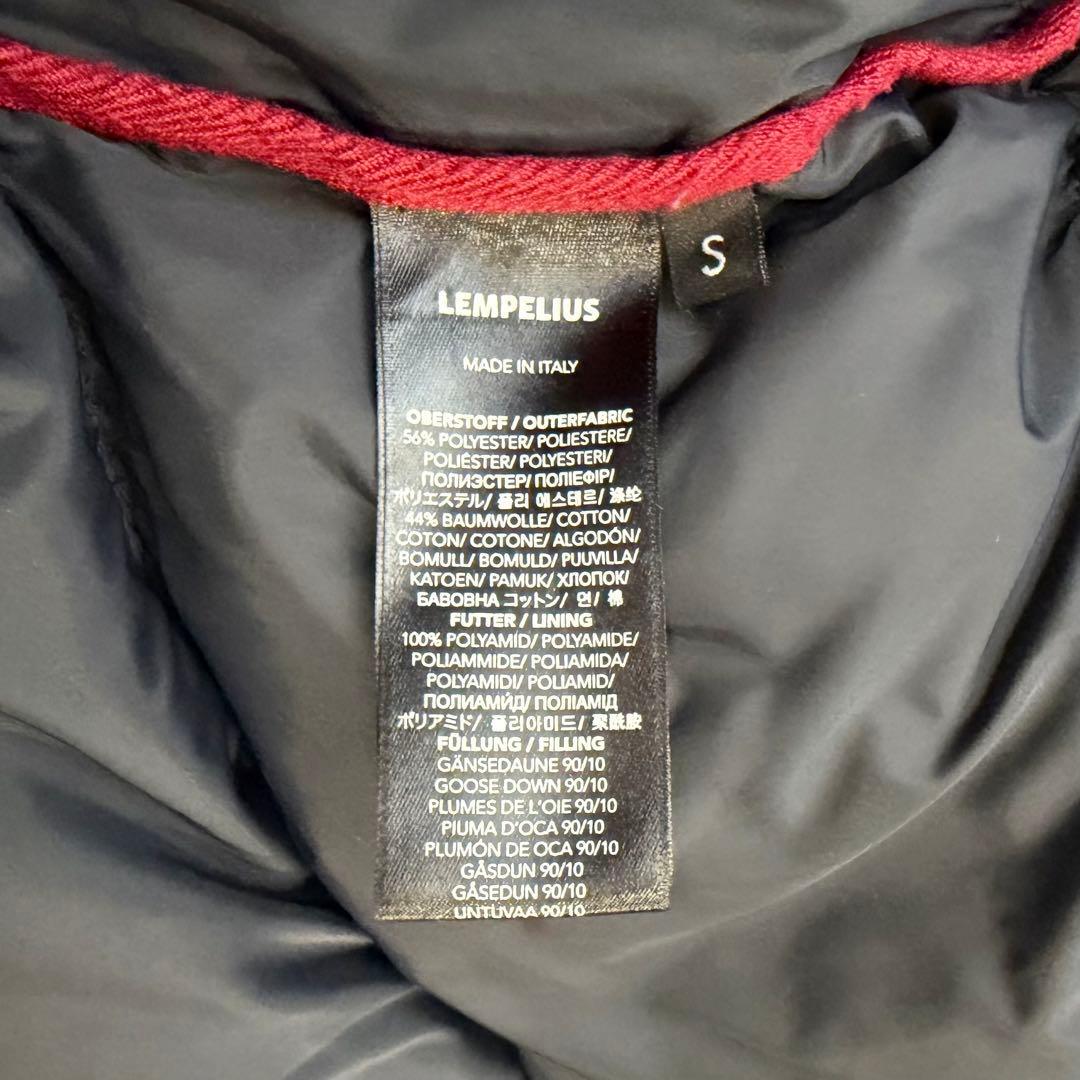 S
LEMPELIUS
MADE IN ITALY
OBERSTOFF / OUTERFABRIC
56% POLYESTER/ POLIESTERE/
POLIÉSTER/ POLYESTERI/
ПОЛИЭСТЕР/ ПОЛІЕФІР/
ポリエステル/ 폴리 에스테르/ 涤纶
44% BAUMWOLLE/ COTTON/
COTON/ COTONE/ ALGODÓN/
BOMULL/ BOMULD/ PUUVILLA/
KATOEN/ PAMUK/ ХЛОПОК/
БАВОВНА コットン/ 면/ 棉
FUTTER / LINING
100% POLYAMID/ POLYAMIDE/
POLIAMMIDE/ POLIAMIDA/
POLYAMIDI/ POLIAMID/
ПОЛИАМЙД/ ПОЛІАМІД
ポリアミド/ 폴리아미드/ 聚酰胺
FÜLLUNG / FILLING
GÄNSEDAUNE 90/10
GOOSE DOWN 90/10
PLUMES DE L'OIE 90/10
PIUMA D'OCA 90/10
PLUMÓN DE OCA 90/10
GÅSDUN 90/10
GÅSEDUN 90/10
UNTUVAA 90/10